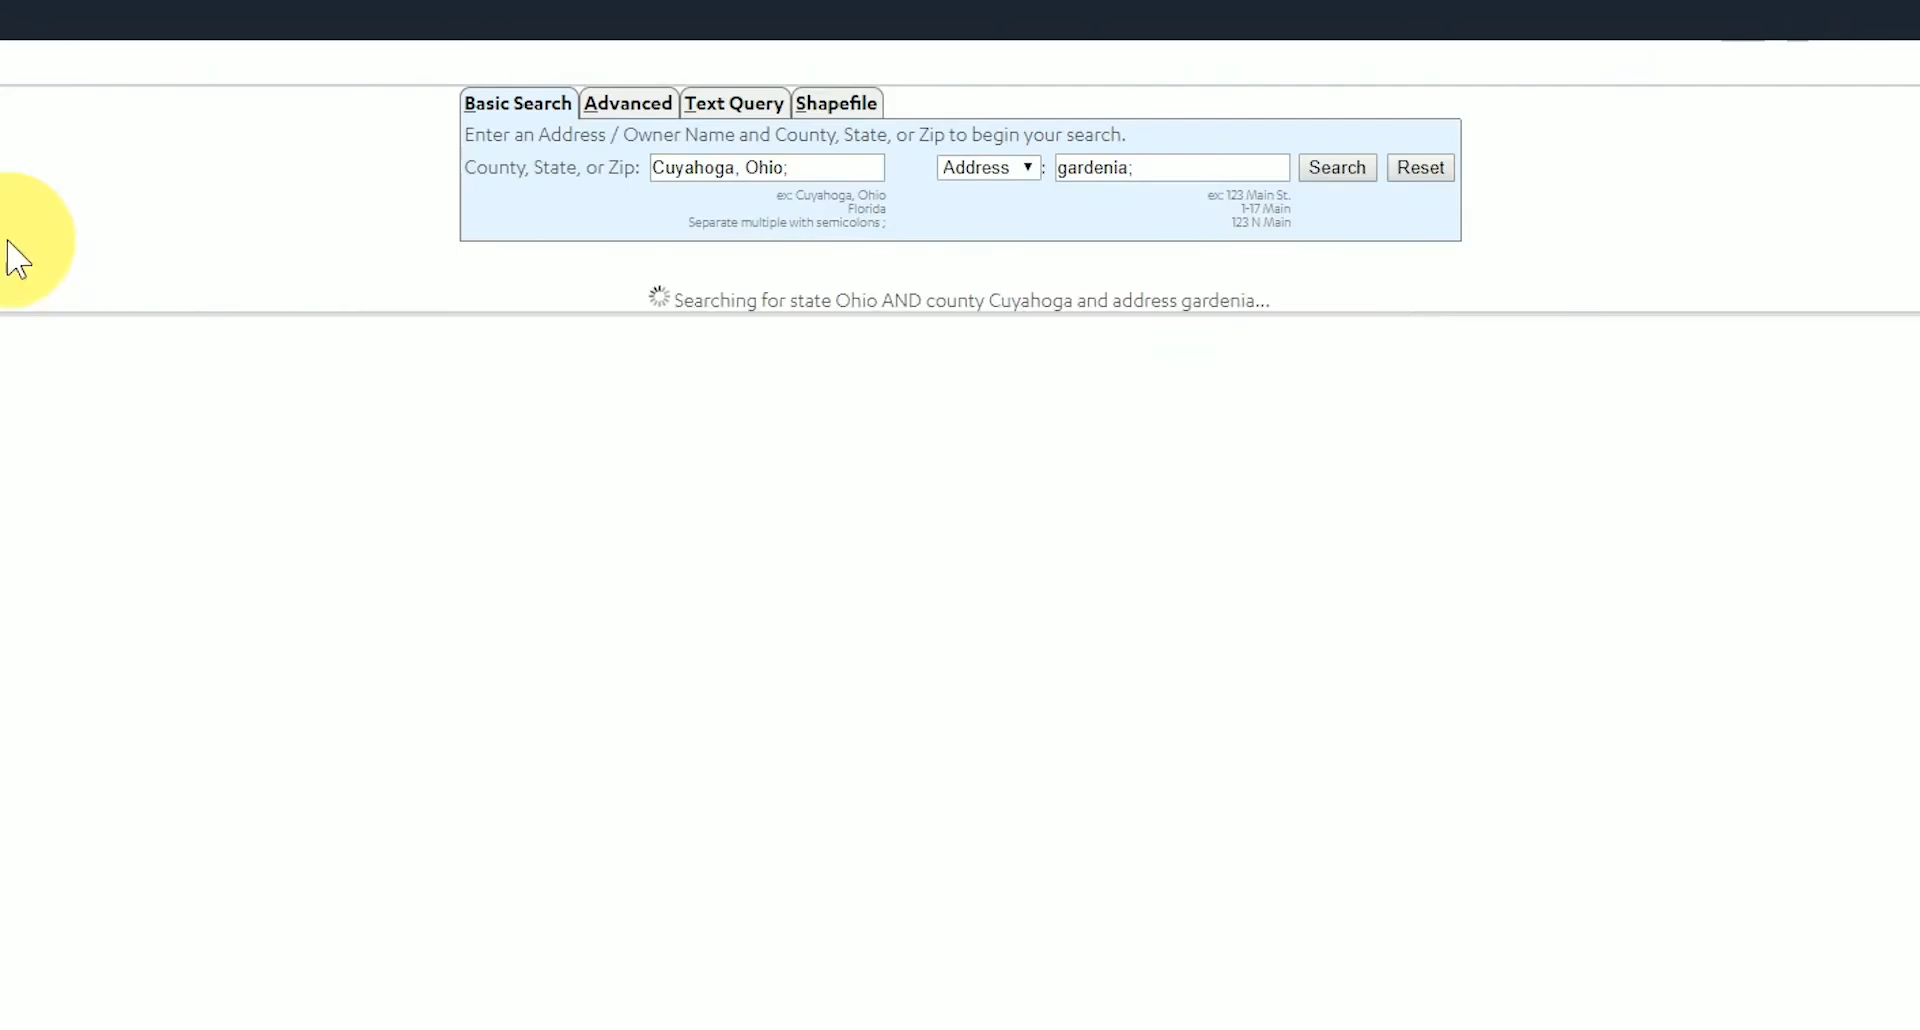 Basic Search Advanced Text Query Shapefile
Enter an Address / Owner Name and County, State, or Zip to begin your search.
County, State, or Zip: Cuyahoga, Ohio; Address ▼ : gardenia; Search Reset
ex: Cuyahoga, Ohio
Florida
Separate multiple with semicolons ;
ex: 123 Main St.
1-17 Main
123 N Main
Searching for state Ohio AND county Cuyahoga and address gardenia...